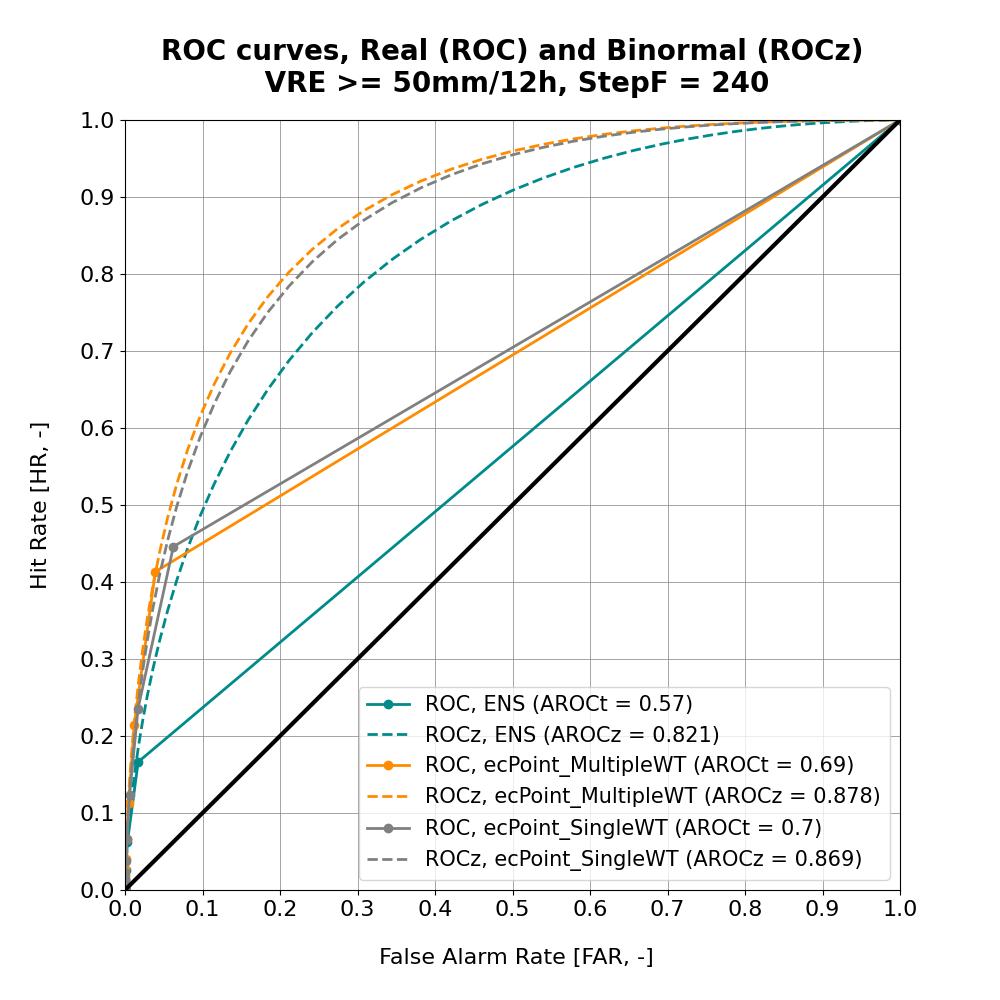 ROC curves, Real (ROC) and Binormal (ROCz)
VRE >= 50mm/12h, StepF = 240
1.0
0.9
0.8
0.7
0.6
0.5
0.4
0.3
0.2
0.1
0.0
Hit Rate [HR, -]
ROC, ENS (AROCt = 0.57)
ROCz, ENS (AROCz = 0.821)
ROC, ecPoint_MultipleWT (AROCt = 0.69)
ROCz, ecPoint_MultipleWT (AROCz = 0.878)
ROC, ecPoint_SingleWT (AROCt = 0.7)
ROCz, ecPoint_SingleWT (AROCz = 0.869)
0.0 0.1 0.2 0.3 0.4 0.5 0.6 0.7 0.8 0.9 1.0
False Alarm Rate [FAR, -]